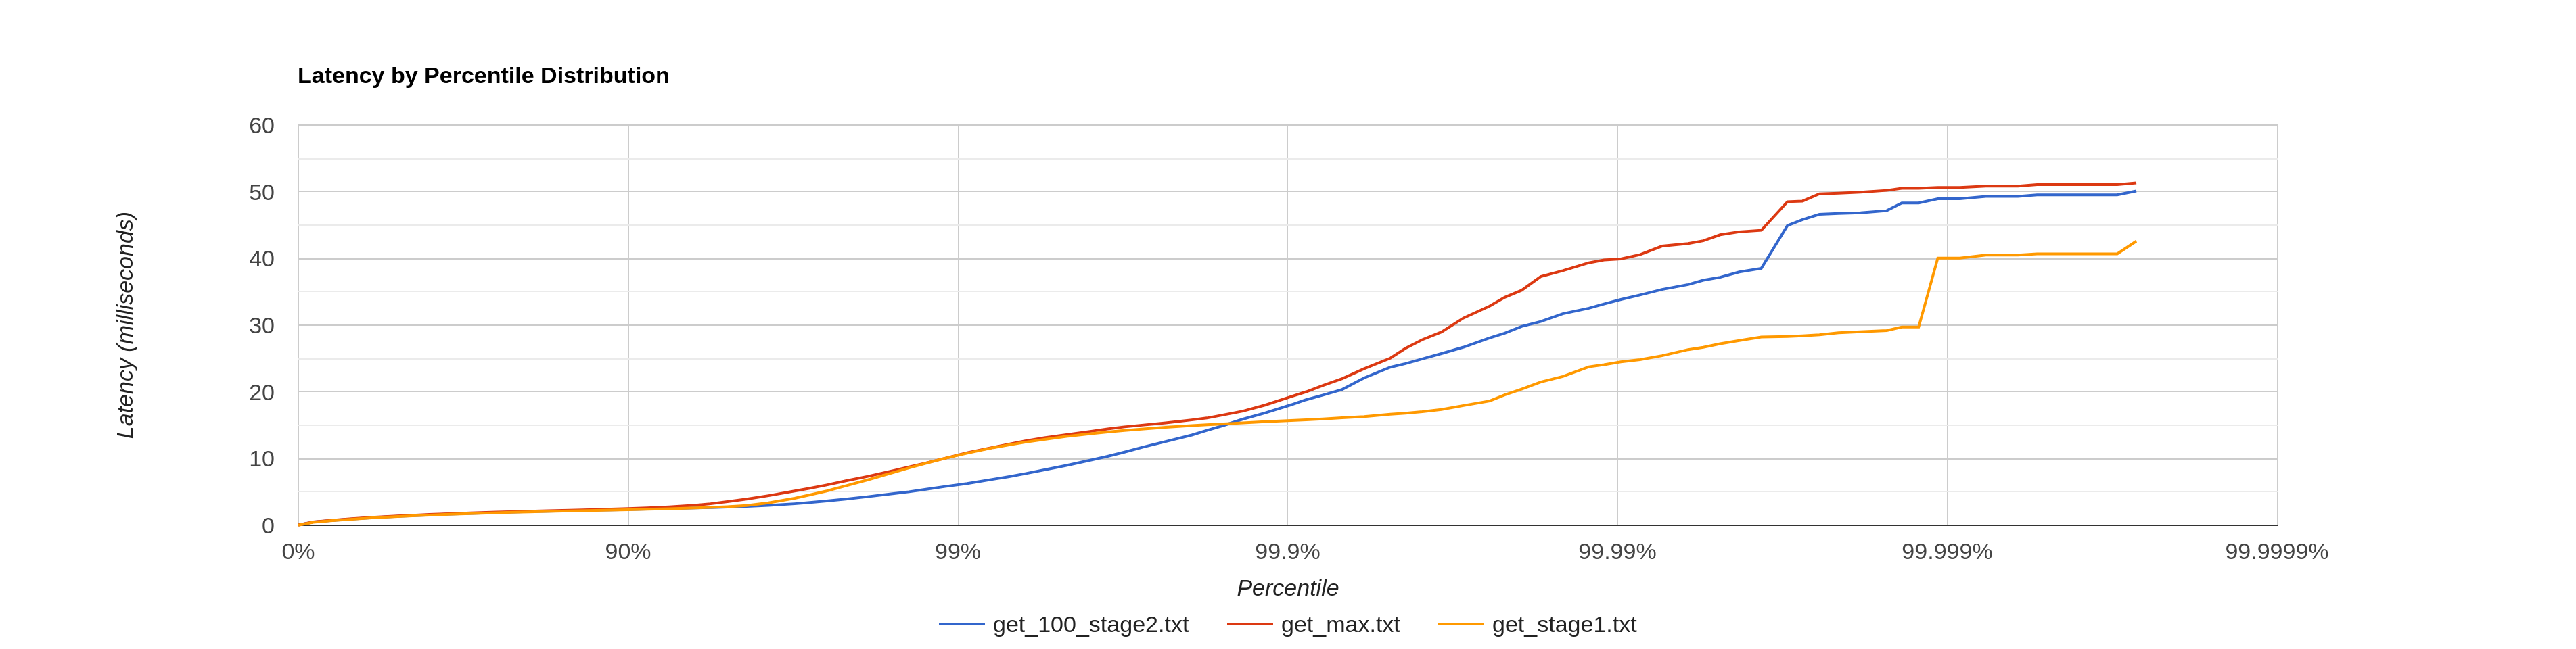 Latency by Percentile Distribution
60
50
40
30
20
10
0
Latency (milliseconds)
0% 90% 99% 99.9% 99.99% 99.999% 99.9999%
Percentile
get_100_stage2.txt get_max.txt get_stage1.txt